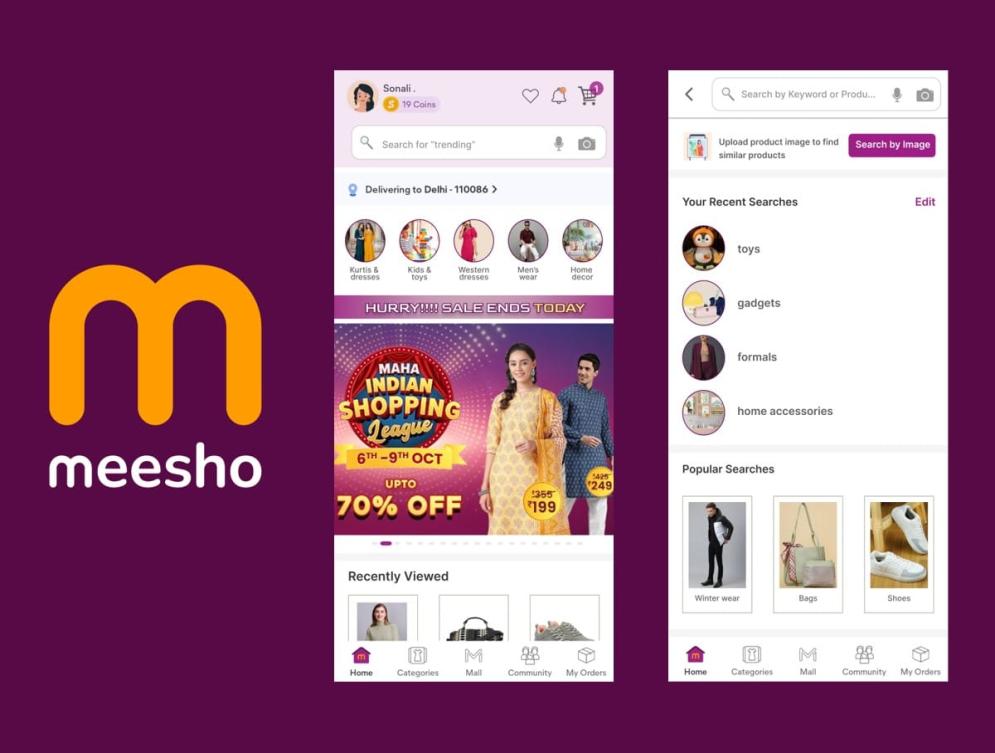 meesho
Sonali .
S 19 Coins
1
Search for "trending"
Delivering to Delhi - 110086 >
Kurtis &
dresses
Kids &
toys
Western
dresses
Men's
wear
Home
decor
HURRY!!!! SALE ENDS TODAY
MAHA
INDIAN
SHOPPING
League
6TH -9TH OCT
UPTO
70% OFF
₹355
₹199
₹425
₹249
Recently Viewed
Home
Categories
Mall
Community
My Orders
Search by Keyword or Produ...
Upload product image to find
similar products
Search by Image
Your Recent Searches
Edit
toys
gadgets
formals
home accessories
Popular Searches
Winter wear
Bags
Shoes
Home
Categories
Mall
Community
My Orders